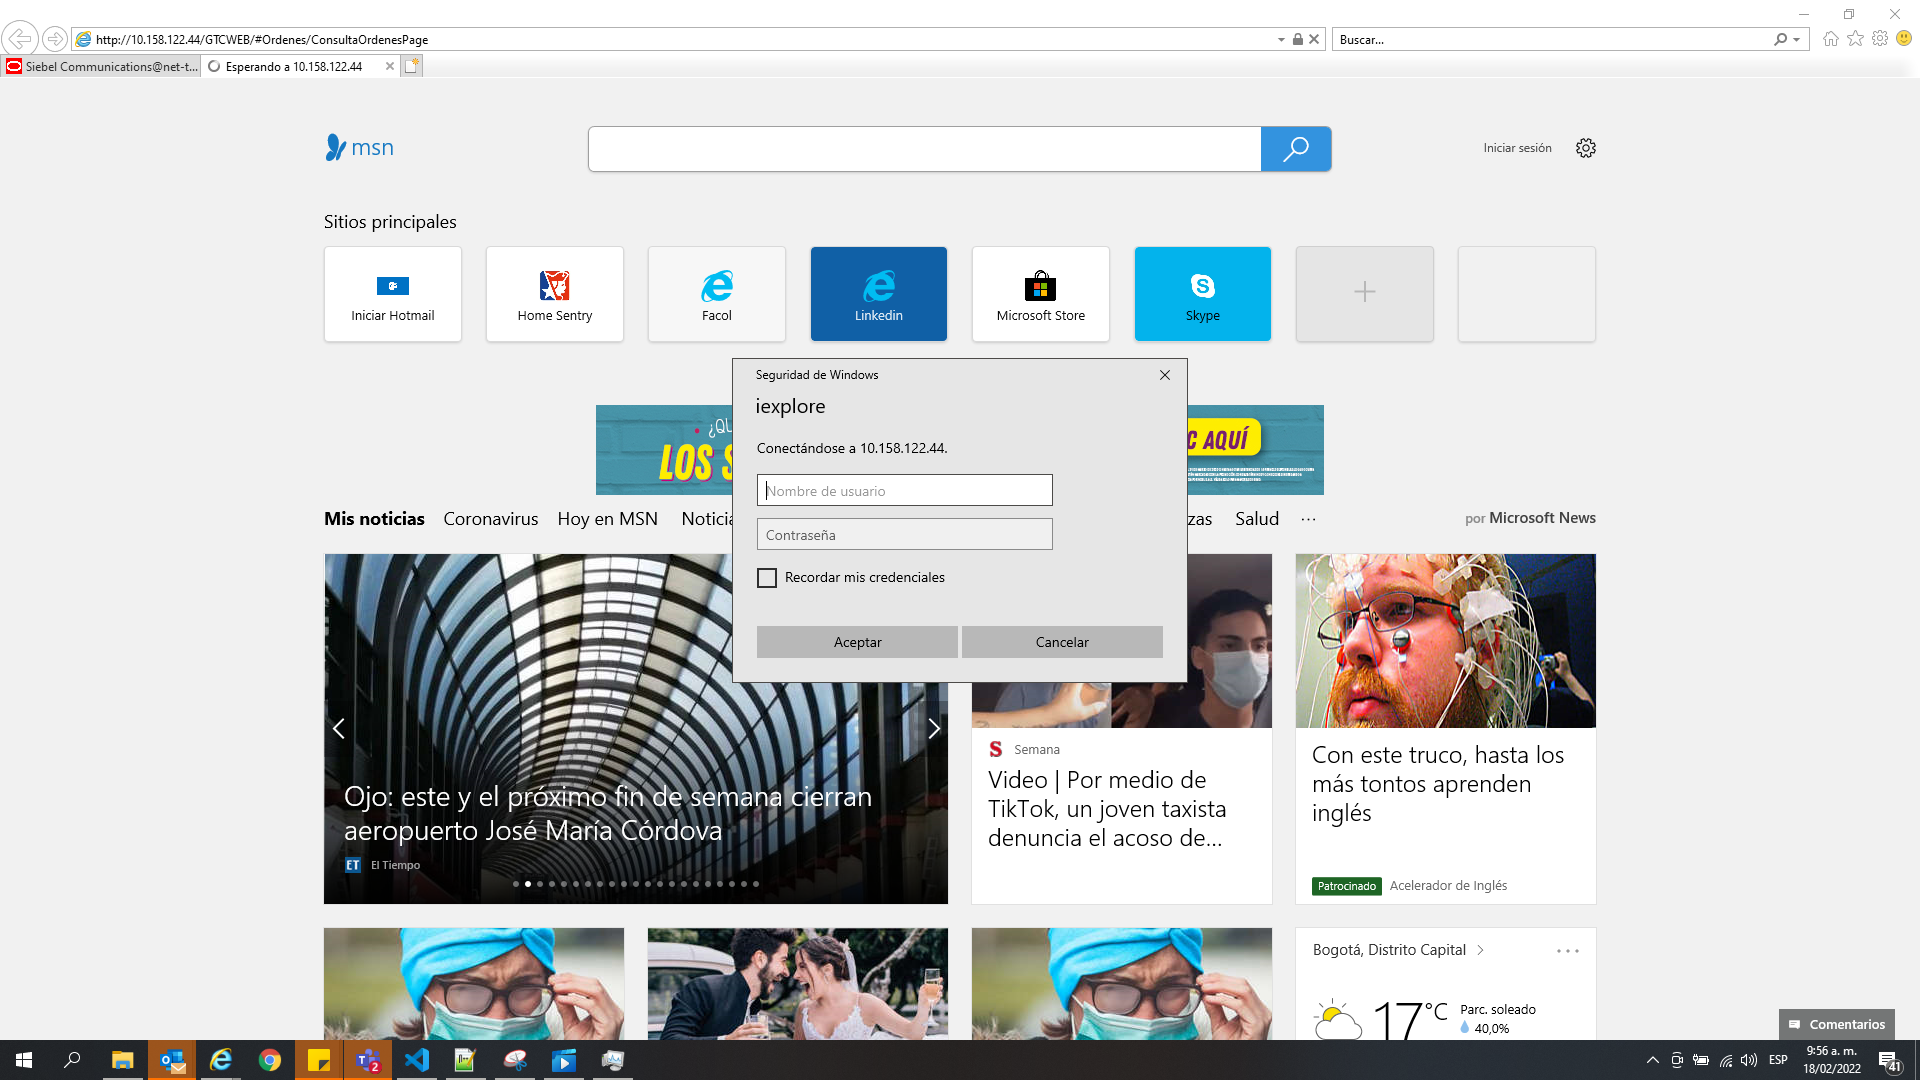 http://10.158.122.44/GTCWEB/#Ordenes/ConsultaOrdenesPage
Buscar...
Siebel Communications@net-t...
Esperando a 10.158.122.44
msn
Iniciar sesión
Sitios principales
Iniciar Hotmail
Home Sentry
Facol
Linkedin
Microsoft Store
Skype
Seguridad de Windows
iexplore
Conectándose a 10.158.122.44.
Nombre de usuario
Contraseña
Recordar mis credenciales
Aceptar
Cancelar
¿QU
LOS S
C AQUÍ
Mis noticias
Coronavirus
Hoy en MSN
Noticia
zas
Salud
...
por Microsoft News
Ojo: este y el próximo fin de semana cierran
aeropuerto José María Córdova
ET El Tiempo
S Semana
Video | Por medio de
TikTok, un joven taxista
denuncia el acoso de...
Con este truco, hasta los
más tontos aprenden
inglés
Patrocinado Acelerador de Inglés
Bogotá, Distrito Capital
17°C
Parc. soleado
40,0%
Comentarios
2
ESP
9:56 a. m.
18/02/2022
41